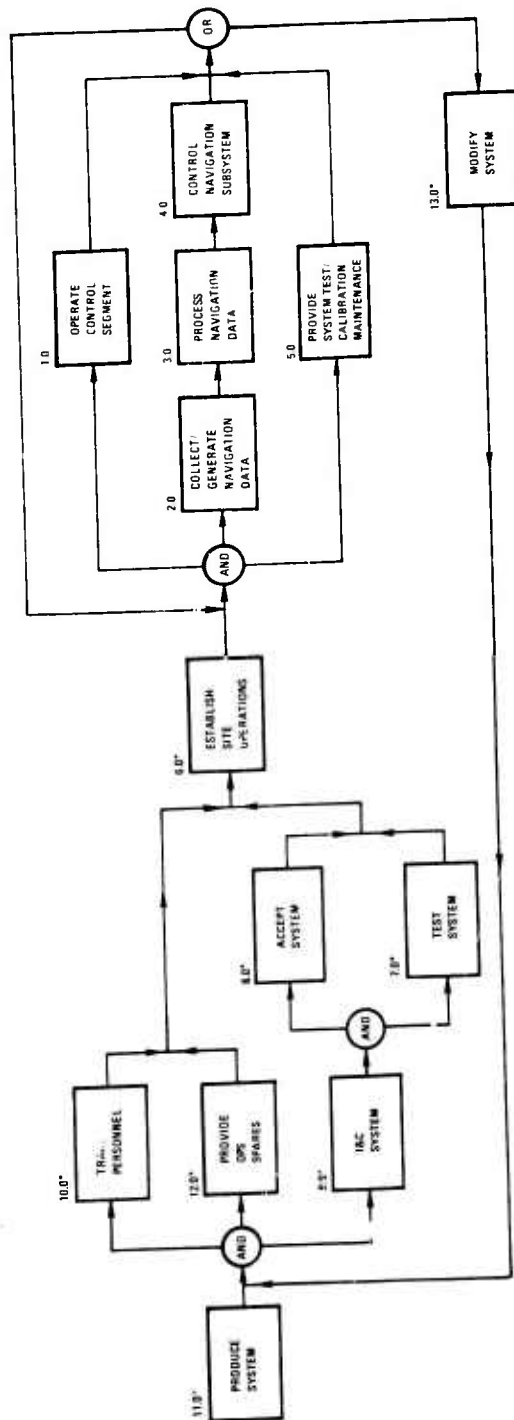 11.0*
PRODUCE
SYSTEM
AND
10.0*
PERSONNEL
12.0*
PROVIDE
OPS
SPARES
I&C
SYSTEM
AND
ACCEPT
SYSTEM
7.0*
TEST
SYSTEM
6.0*
ESTABLISH
SITE
OPERATIONS
AND
1.0
OPERATE
CONTROL
SEGMENT
2.0
COLLECT/
GENERATE
NAVIGATION
DATA
3.0
PROCESS
NAVIGATION
DATA
4.0
CONTROL
NAVIGATION
SUBSYSTEM
5.0
PROVIDE
SYSTEM TEST/
CALIBRATION
MAINTENANCE
OR
13.0*
MODIFY
SYSTEM